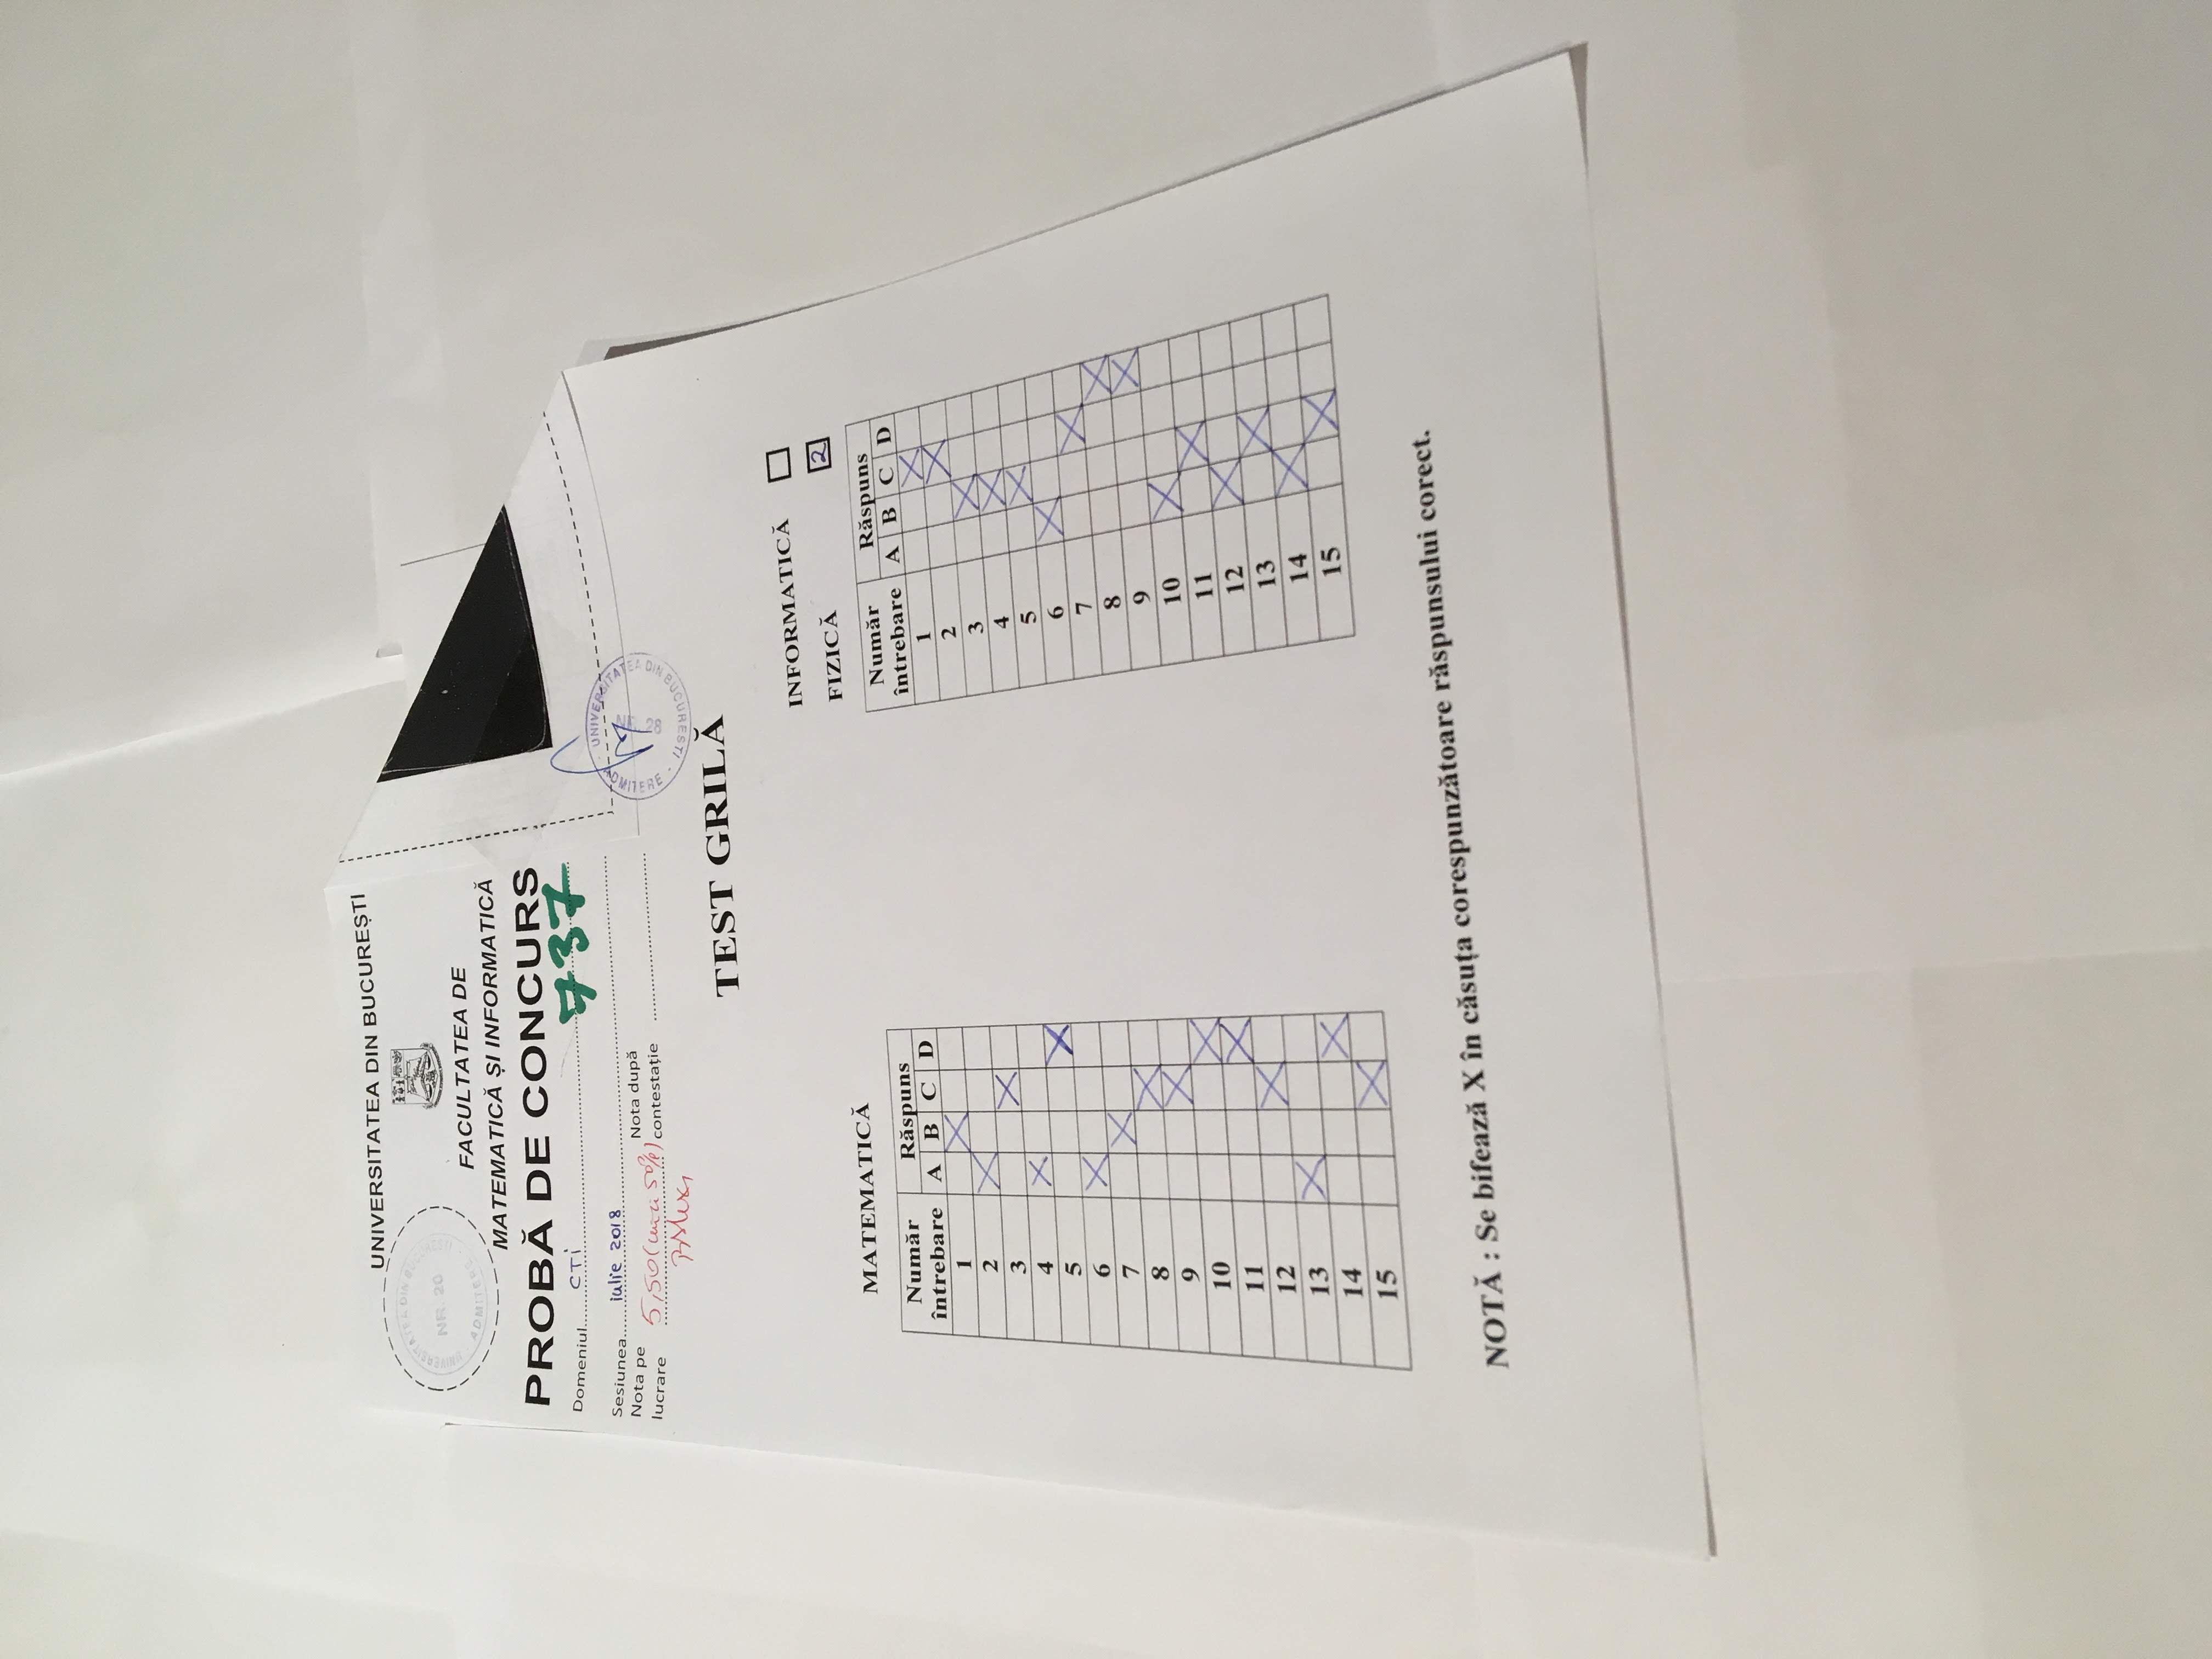 UNIVERSITATEA DIN BUCUREȘTI
UNIVERSITATEA DIN BUCUREȘTI
NR. 20
ADMITERE
FACULTATEA DE
MATEMATICĂ ȘI INFORMATICĂ
PROBĂ DE CONCURS
737
Domeniul CTi
Sesiunea iulie 2018
Nota pe lucrare 5,50 (cinci 50%)
Nota după contestație
UNIVERSITATEA DIN BUCURESTI
ADMITERE
NR. 28
TEST GRILĂ
INFORMATICĂ
FIZICĂ 2
MATEMATICĂ
Număr întrebare Răspuns
A B C D
1 X
2 X
3 X
4 X
5 X
6 X
7 X
8 X
9 X
10 X
11 X
12 X
13 X
14 X
15 X
Număr întrebare Răspuns
A B C D
1 X
2 X
3 X
4 X
5 X
6 X
7 X
8 X
9 X
10 X
11 X
12 X
13 X
14 X
15 X
NOTĂ : Se bifează X în căsuța corespunzătoare răspunsului corect.